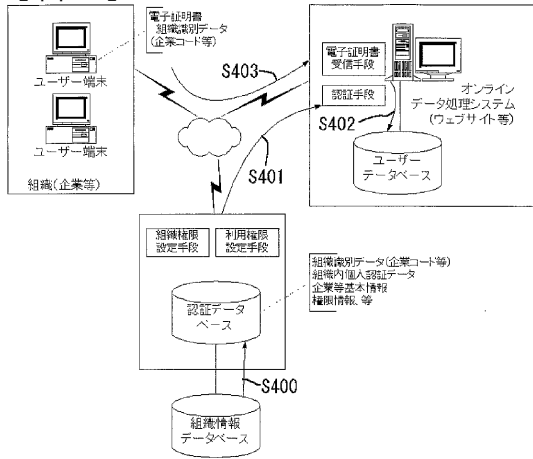 電子証明書
組織識別データ
(企業コード等)
ユーザー端末
ユーザー端末
組織(企業等)
S403
電子証明書
受信手段
認証手段
S402
オンライン
データ処理システム
(ウェブサイト等)
ユーザー
データベース
S401
組織権限
設定手段
利用権限
設定手段
認証データ
ベース
組織識別データ(企業コード等)
組織内個人認証データ
企業等基本情報
権限情報、等
S400
組織情報
データベース